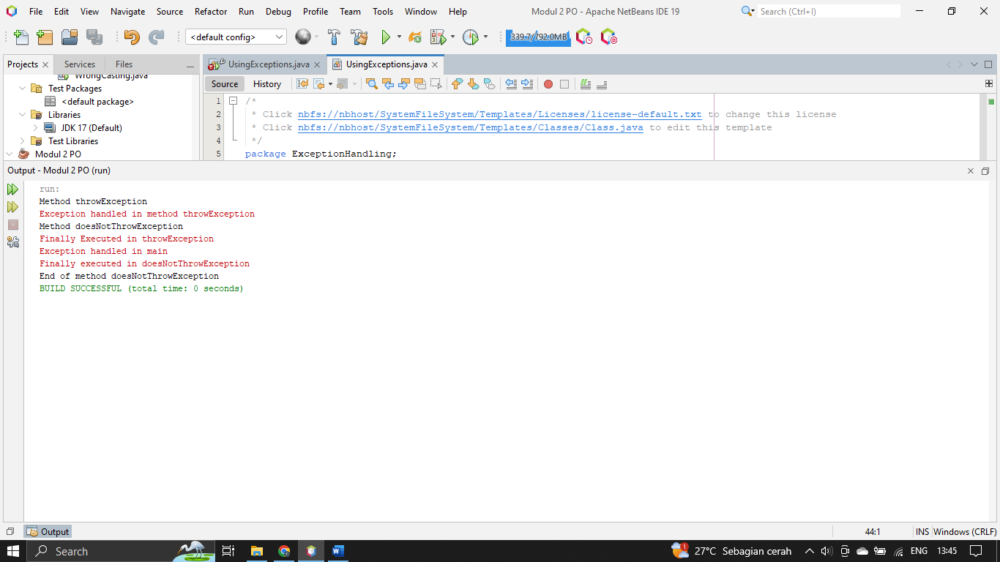 File Edit View Navigate Source Refactor Run Debug Profile Team Tools Window Help Modul 2 PO - Apache NetBeans IDE 19 Search (Ctrl+I)
<default config> 339.7/792.0MB
Projects Services Files UsingExceptions.java UsingExceptions.java
WrongCasting.java
Test Packages
<default package>
Libraries
JDK 17 (Default)
Test Libraries
Modul 2 PO
Source History
1 /*
2 * Click nbfs://nbhost/SystemFileSystem/Templates/Licenses/license-default.txt to change this license
3 * Click nbfs://nbhost/SystemFileSystem/Templates/Classes/Class.java to edit this template
4 */
5 package ExceptionHandling;
Output - Modul 2 PO (run)
run:
Method throwException
Exception handled in method throwException
Method doesNotThrowException
Finally Executed in throwException
Exception handled in main
Finally executed in doesNotThrowException
End of method doesNotThrowException
BUILD SUCCESSFUL (total time: 0 seconds)
Output 44:1 INS Windows (CRLF)
Search 1 27°C Sebagian cerah ENG 13:45